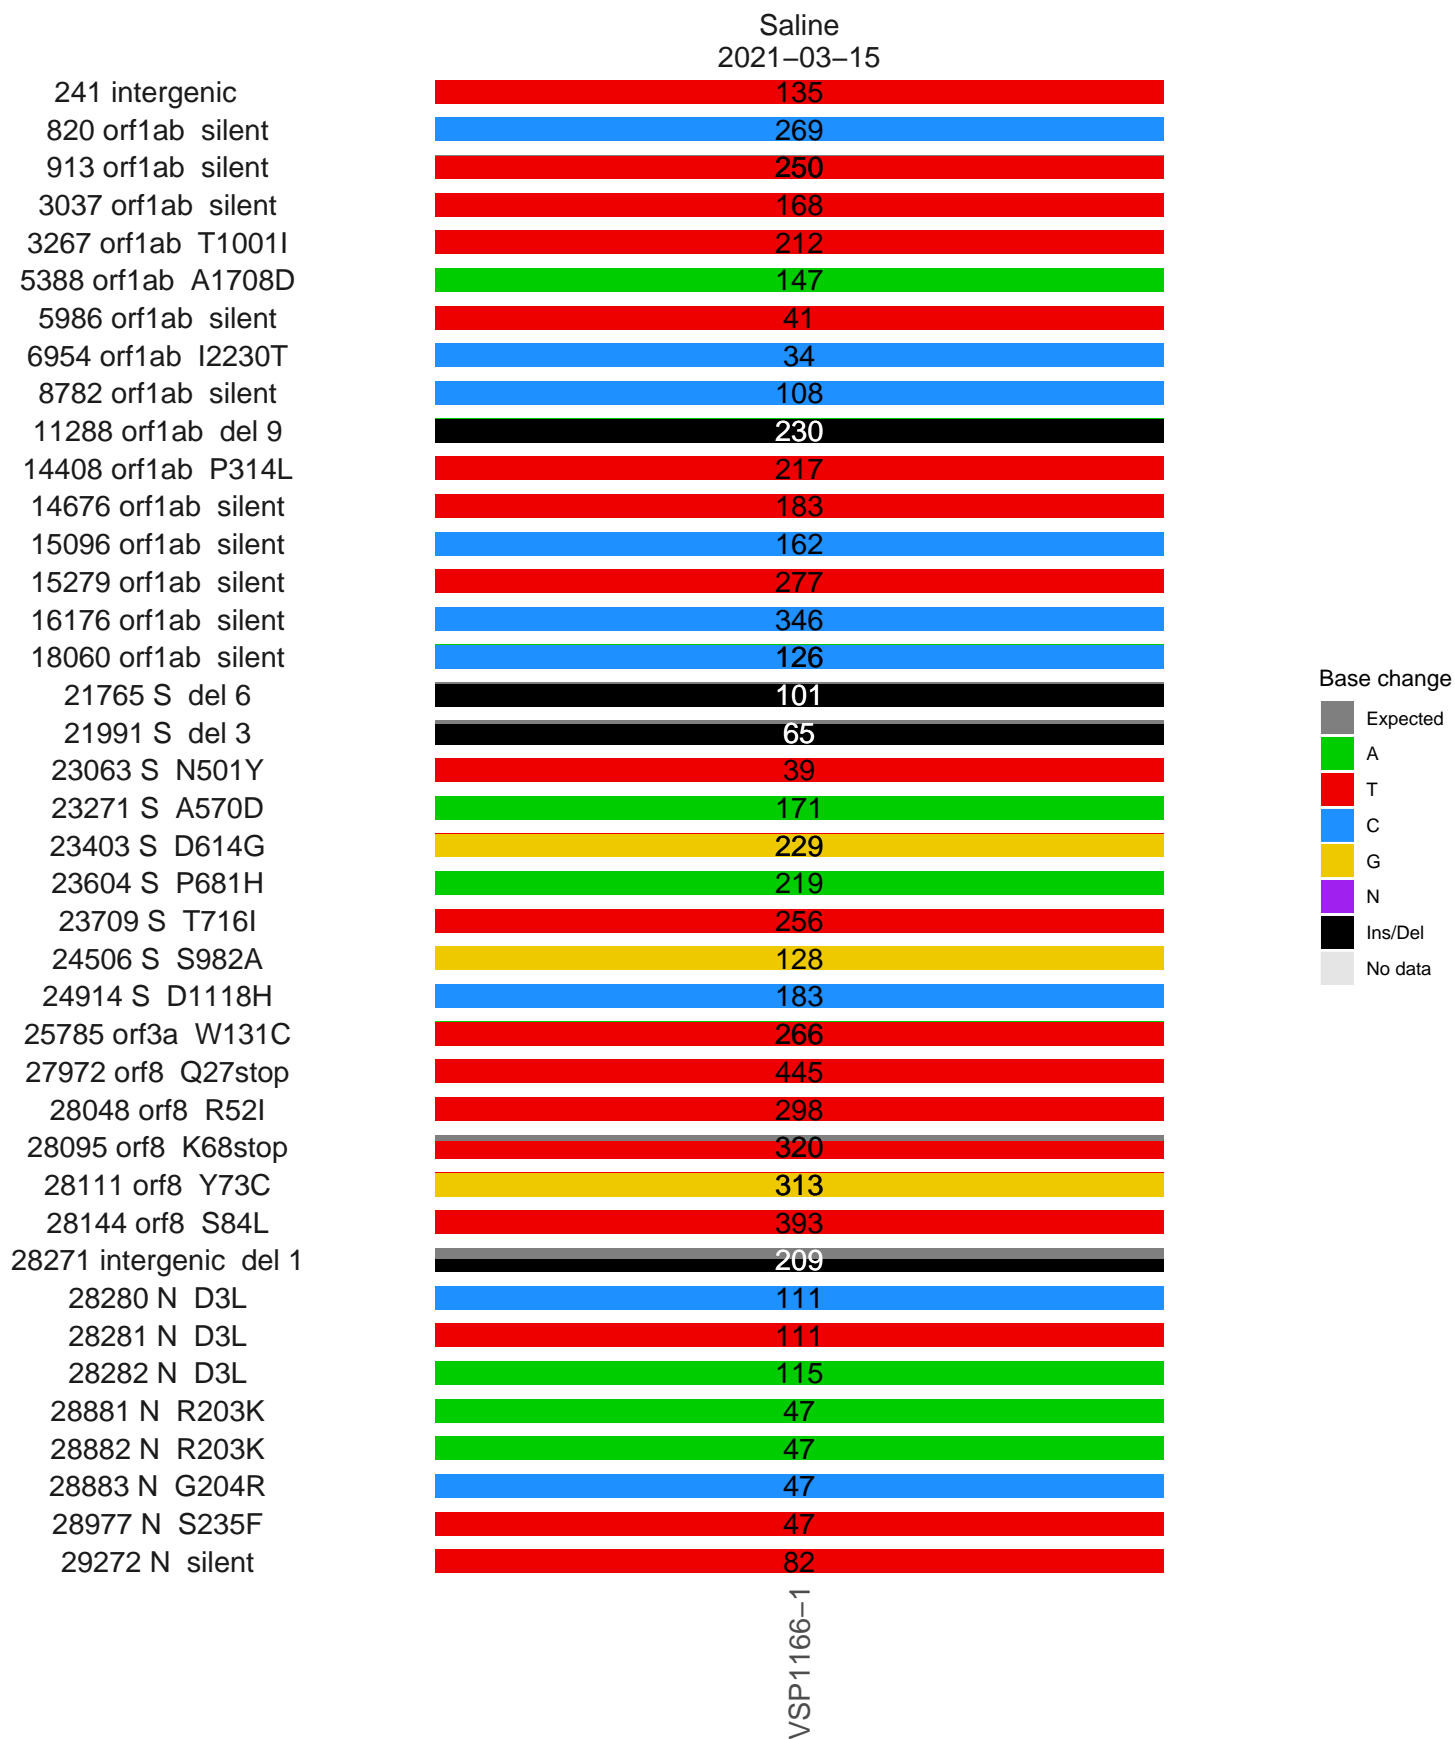 Saline
2021−03−15
241 intergenic 135
820 orf1ab silent 269
913 orf1ab silent 250
3037 orf1ab silent 168
3267 orf1ab T1001I 212
5388 orf1ab A1708D 147
5986 orf1ab silent 41
6954 orf1ab I2230T 34
8782 orf1ab silent 108
11288 orf1ab del 9 230
14408 orf1ab P314L 217
14676 orf1ab silent 183
15096 orf1ab silent 162
15279 orf1ab silent 277
16176 orf1ab silent 346
18060 orf1ab silent 126
21765 S del 6 101
21991 S del 3 65
23063 S N501Y 39
23271 S A570D 171
23403 S D614G 229
23604 S P681H 219
23709 S T716I 256
24506 S S982A 128
24914 S D1118H 183
25785 orf3a W131C 266
27972 orf8 Q27stop 445
28048 orf8 R52I 298
28095 orf8 K68stop 320
28111 orf8 Y73C 313
28144 orf8 S84L 393
28271 intergenic del 1 209
28280 N D3L 111
28281 N D3L 111
28282 N D3L 115
28881 N R203K 47
28882 N R203K 47
28883 N G204R 47
28977 N S235F 47
29272 N silent 82
VSP1166−1
Base change
Expected
A
T
C
G
N
Ins/Del
No data